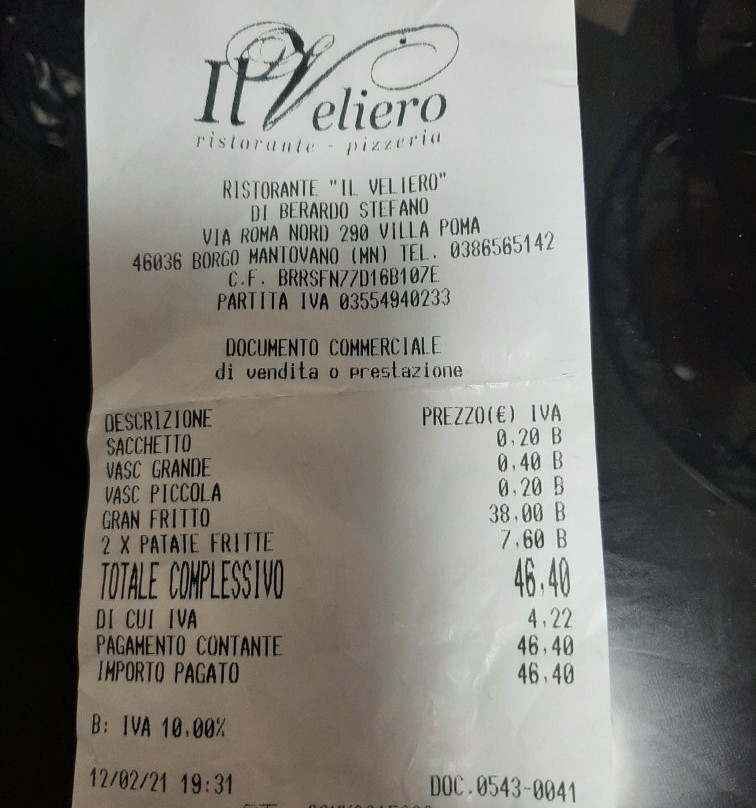 Il Veliero
ristorante - pizzeria
RISTORANTE "IL VELIERO"
DI BERARDO STEFANO
VIA ROMA NORD 290 VILLA POMA
46036 BORGO MANTOVANO (MN) TEL. 0386565142
C.F. BRRSFN77D16B107E
PARTITA IVA 03554940233
DOCUMENTO COMMERCIALE
di vendita o prestazione
DESCRIZIONE PREZZO(€) IVA
SACCHETTO 0,20 B
VASC GRANDE 0,40 B
VASC PICCOLA 0,20 B
GRAN FRITTO 38,00 B
2 X PATATE FRITTE 7,60 B
TOTALE COMPLESSIVO 46,40
DI CUI IVA 4,22
PAGAMENTO CONTANTE 46,40
IMPORTO PAGATO 46,40
B: IVA 10,00%
12/02/21 19:31 DOC.0543-0041